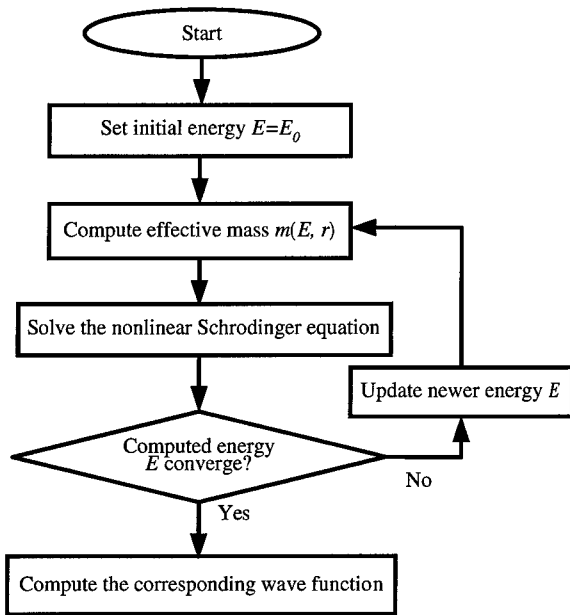 Start
Set initial energy E=E₀
Compute effective mass m(E, r)
Solve the nonlinear Schrodinger equation
Update newer energy E
Computed energy
E converge?
No
Yes
Compute the corresponding wave function